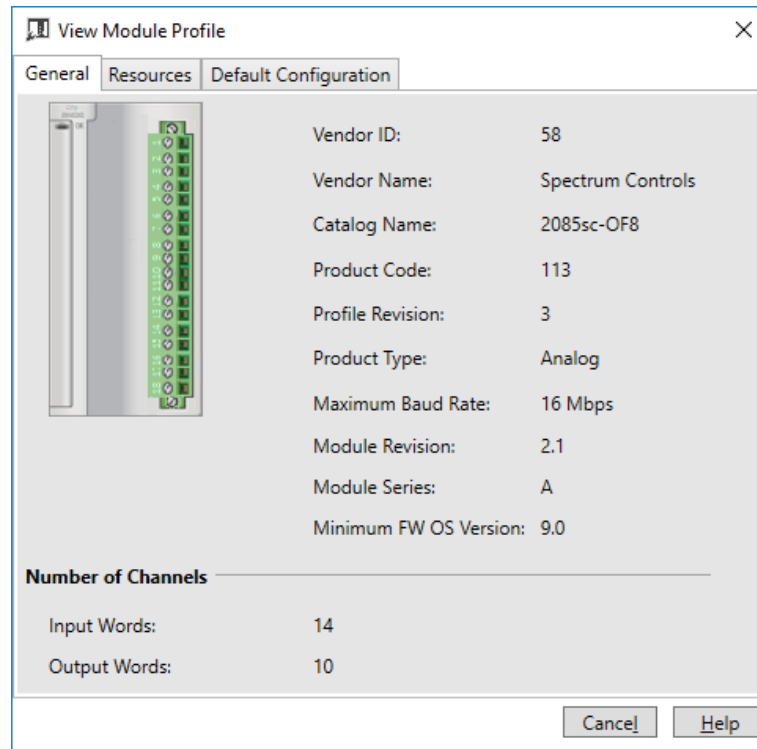 View Module Profile
General Resources Default Configuration
Vendor ID: 58
Vendor Name: Spectrum Controls
Catalog Name: 2085sc-OF8
Product Code: 113
Profile Revision: 3
Product Type: Analog
Maximum Baud Rate: 16 Mbps
Module Revision: 2.1
Module Series: A
Minimum FW OS Version: 9.0
Number of Channels
Input Words: 14
Output Words: 10
Cancel Help